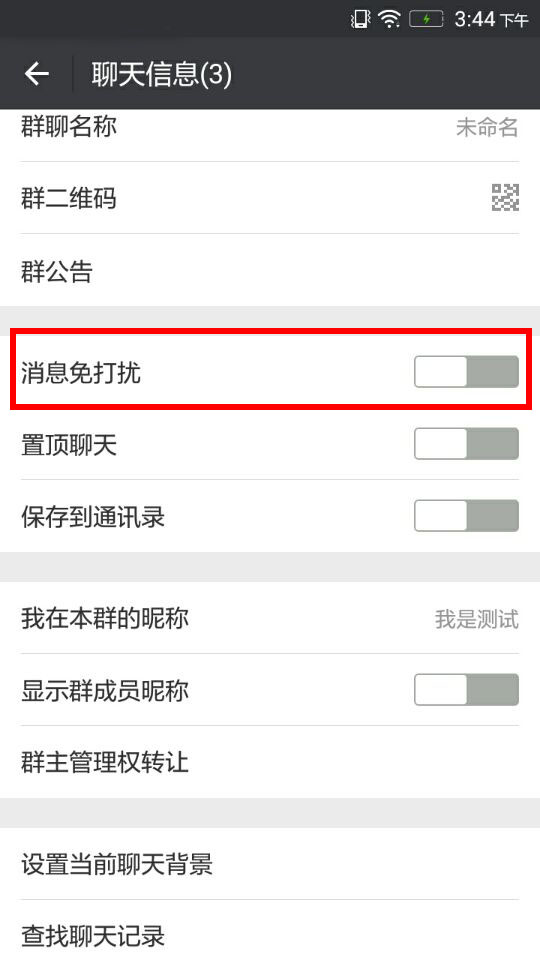 3:44 下午
聊天信息(3)
群聊名称 未命名
群二维码
群公告
消息免打扰
置顶聊天
保存到通讯录
我在本群的昵称 我是测试
显示群成员昵称
群主管理权转让
设置当前聊天背景
查找聊天记录